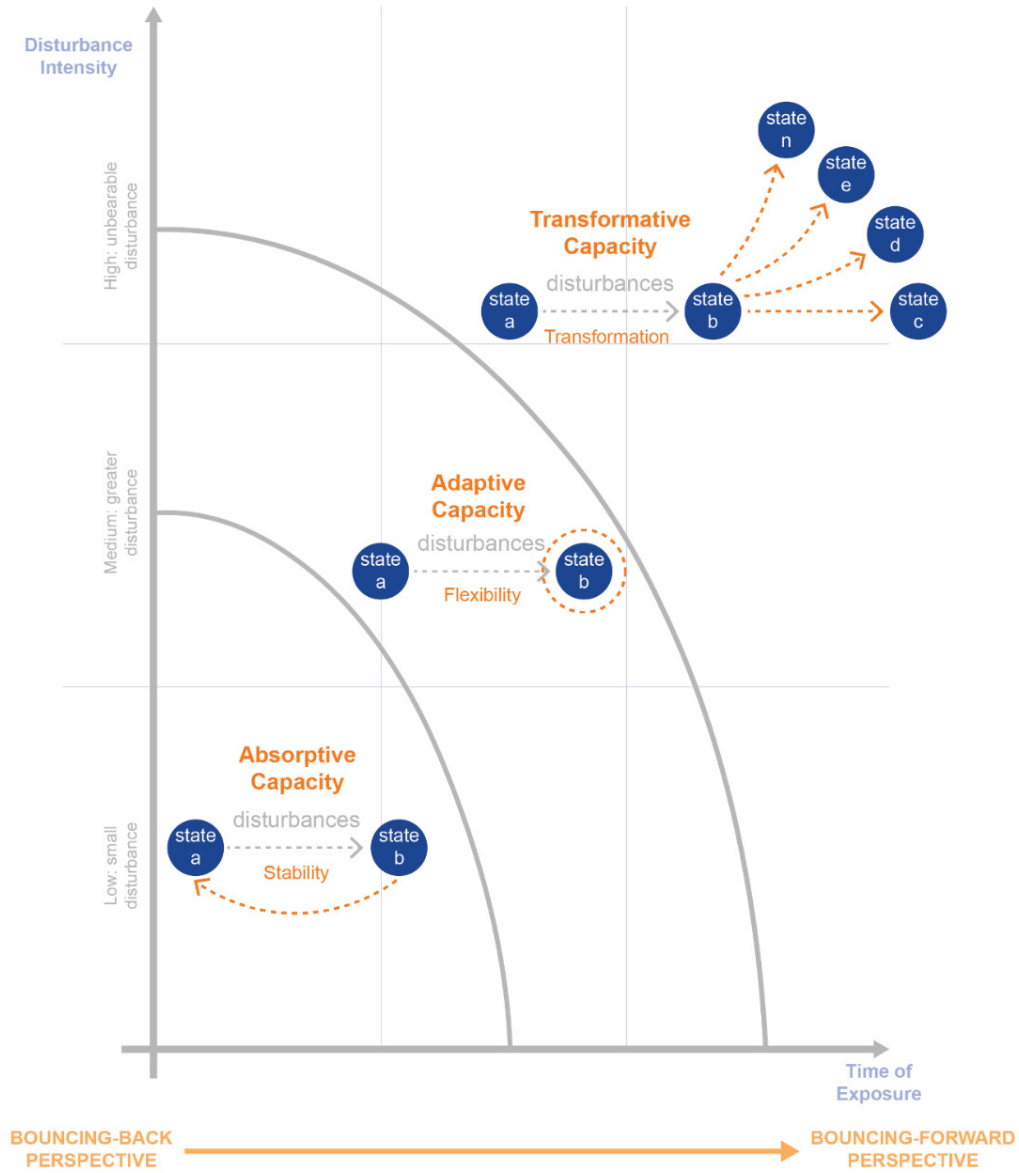 Disturbance
Intensity
High: unbearable
disturbance
Medium: greater
disturbance
Low: small
disturbance
state
n
state
e
state
d
Transformative
Capacity
disturbances
state
a
state
b
state
c
Transformation
Adaptive
Capacity
disturbances
state
a
state
b
Flexibility
Absorptive
Capacity
disturbances
state
a
state
b
Stability
Time of
Exposure
BOUNCING-BACK
PERSPECTIVE
BOUNCING-FORWARD
PERSPECTIVE